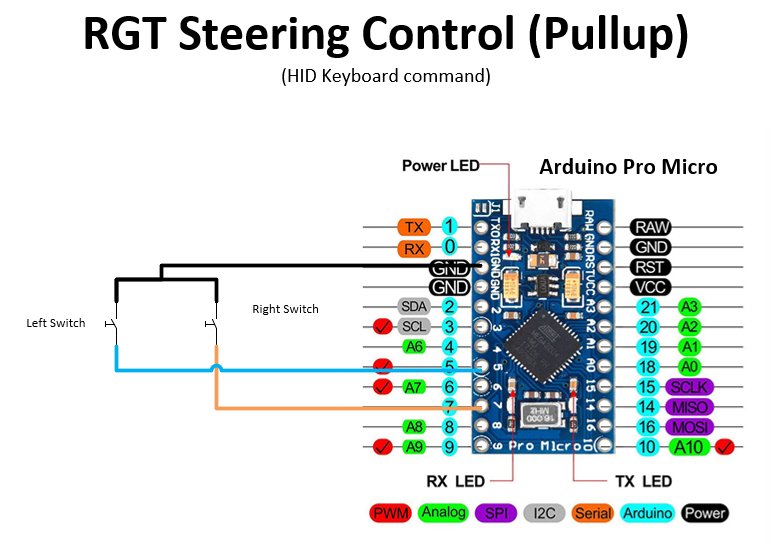 RGT Steering Control (Pullup)
(HID Keyboard command)
Power LED
Arduino Pro Micro
J1
TX 1 TX0 RAW RAW
RX 0 RX1 GND GND
GND GND RST RST
GND GND VCC VCC
SDA 2 2 A3 21 A3
Left Switch
Right Switch
SCL 3 3 A2 20 A2
A6 4 4 A1 19 A1
5 5 A0 18 A0
A7 6 6 15 15 SCLK
7 7 14 14 MISO
A8 8 8 16 16 MOSI
16.000
A9 9 9 Pro Micro 10 10 A10
RX LED
TX LED
PWM Analog SPI I2C Serial Arduino Power